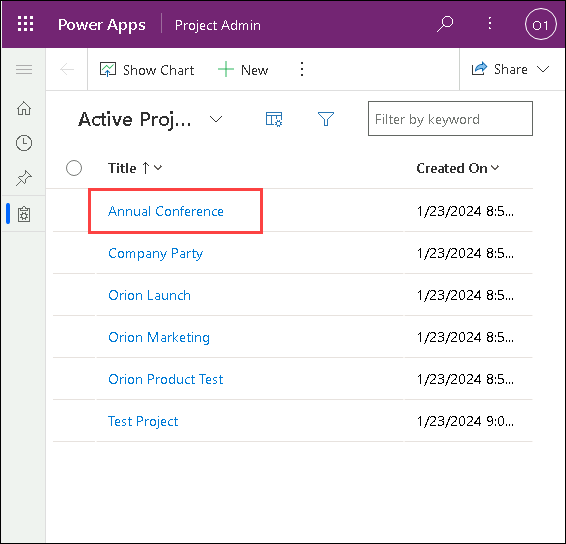 Power Apps Project Admin O1
Show Chart New Share
Active Proj... Filter by keyword
Title Created On
Annual Conference 1/23/2024 8:5...
Company Party 1/23/2024 8:5...
Orion Launch 1/23/2024 8:5...
Orion Marketing 1/23/2024 8:5...
Orion Product Test 1/23/2024 8:5...
Test Project 1/23/2024 9:0...